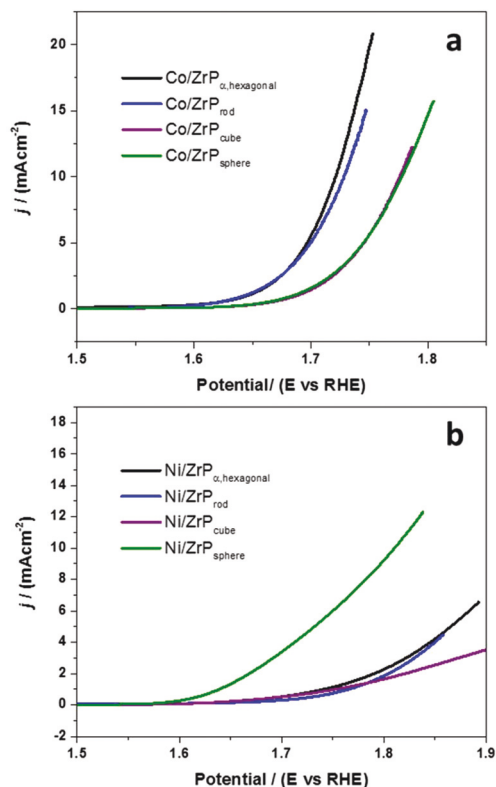 a
Co/ZrPα,hexagonal
Co/ZrProd
Co/ZrPcube
Co/ZrPsphere
j / (mAcm-2)
20
15
10
5
0
1.5 1.6 1.7 1.8
Potential/ (E vs RHE)
b
Ni/ZrPα,hexagonal
Ni/ZrProd
Ni/ZrPcube
Ni/ZrPsphere
j / (mAcm-2)
18
16
14
12
10
8
6
4
2
0
-2
1.5 1.6 1.7 1.8 1.9
Potential / (E vs RHE)